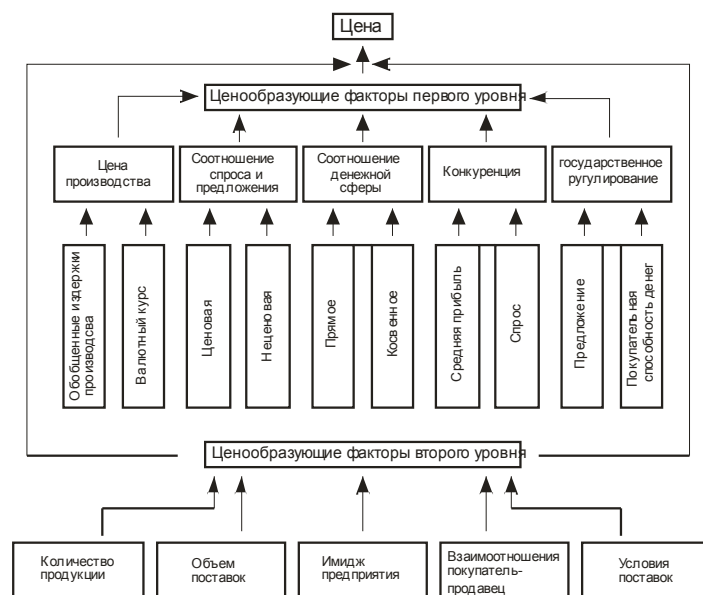 Цена
Ценообразующие факторы первого уровня
Цена
производства
Соотношение
спроса и
предложения
Соотношение
денежной
сферы
Конкуренция
государственное
ругулирование
Обобщенные издержки
производсва
Валютный курс
Ценовая
Неценовая
Прямое
Косвенное
Средняя прибыль
Спрос
Предложение
Покупательная
способность денег
Ценообразующие факторы второго уровня
Количество
продукции
Объем
поставок
Имидж
предприятия
Взаимоотношения
покупатель-
продавец
Условия
поставок